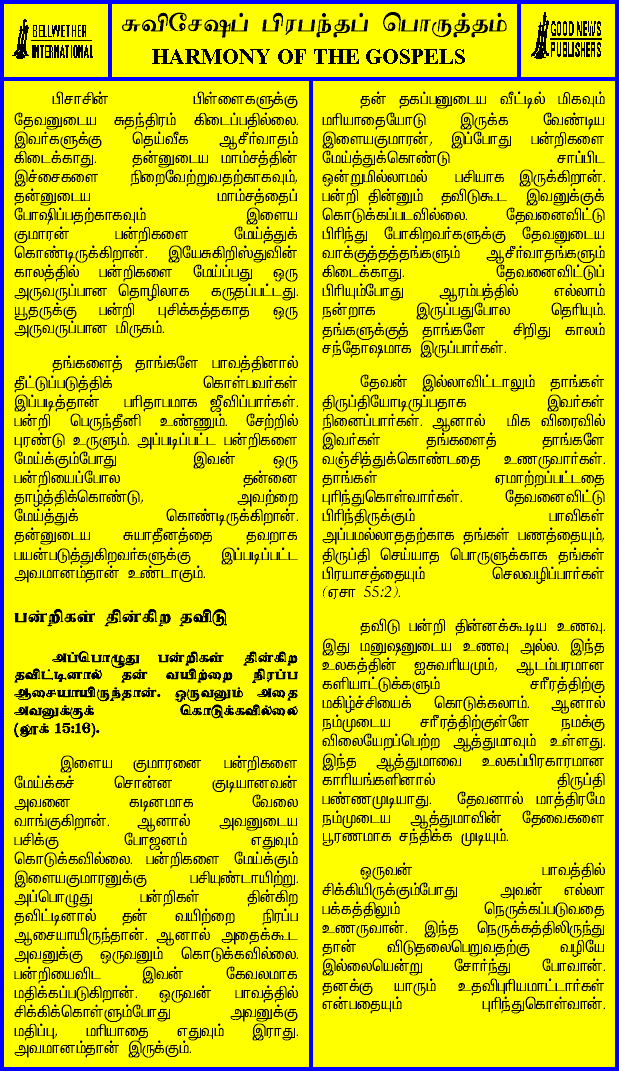 BELLWETHER
INTERNATIONAL
சுவிசேஷப் பிரபந்தப் பொருத்தம்
HARMONY OF THE GOSPELS
GOOD NEWS
PUBLISHERS
பிசாசின் பிள்ளைகளுக்கு
தேவனுடைய சுதந்திரம் கிடைப்பதில்லை.
இவர்களுக்கு தெய்வீக ஆசீர்வாதம்
கிடைக்காது. தன்னுடைய மாம்சத்தின்
இச்சைகளை நிறைவேற்றுவதற்காகவும்,
தன்னுடைய மாம்சத்தைப்
போஷிப்பதற்காகவும் இளைய
குமாரன் பன்றிகளை மேய்த்துக்
கொண்டிருக்கிறான். இயேசுகிறிஸ்துவின்
காலத்தில் பன்றிகளை மேய்ப்பது ஒரு
அருவருப்பான தொழிலாக கருதப்பட்டது.
யூதருக்கு பன்றி புசிக்கத்தகாத ஒரு
அருவருப்பான மிருகம்.
தங்களைத் தாங்களே பாவத்தினால்
தீட்டுப்படுத்திக் கொள்பவர்கள்
இப்படித்தான் பரிதாபமாக ஜீவிப்பார்கள்.
பன்றி பெருந்தீனி உண்ணும். சேற்றில்
புரண்டு உருளும். அப்படிப்பட்ட பன்றிகளை
மேய்க்கும்போது இவன் ஒரு
பன்றியைப்போல தன்னை
தாழ்த்திக்கொண்டு, அவற்றை
மேய்த்துக் கொண்டிருக்கிறான்.
தன்னுடைய சுயாதீனத்தை தவறாக
பயன்படுத்துகிறவர்களுக்கு இப்படிப்பட்ட
அவமானம்தான் உண்டாகும்.
பன்றிகள் தின்கிற தவிடு
அப்பொழுது பன்றிகள் தின்கிற
தவிட்டினால் தன் வயிற்றை நிரப்ப
ஆசையாயிருந்தான். ஒருவனும் அதை
அவனுக்குக் கொடுக்கவில்லை
(லூக் 15:16).
இளைய குமாரனை பன்றிகளை
மேய்க்கச் சொன்ன குடியானவன்
அவனை கடினமாக வேலை
வாங்குகிறான். ஆனால் அவனுடைய
பசிக்கு போஜனம் எதுவும்
கொடுக்கவில்லை. பன்றிகளை மேய்க்கும்
இளையகுமாரனுக்கு பசியுண்டாயிற்று.
அப்பொழுது பன்றிகள் தின்கிற
தவிட்டினால் தன் வயிற்றை நிரப்ப
ஆசையாயிருந்தான். ஆனால் அதைக்கூட
அவனுக்கு ஒருவனும் கொடுக்கவில்லை.
பன்றியைவிட இவன் கேவலமாக
மதிக்கப்படுகிறான். ஒருவன் பாவத்தில்
சிக்கிக்கொள்ளும்போது அவனுக்கு
மதிப்பு, மரியாதை எதுவும் இராது.
அவமானம்தான் இருக்கும்.
தன் தகப்பனுடைய வீட்டில் மிகவும்
மரியாதையோடு இருக்க வேண்டிய
இளையகுமாரன், இப்போது பன்றிகளை
மேய்த்துக்கொண்டு சாப்பிட
ஒன்றுமில்லாமல் பசியாக இருக்கிறான்.
பன்றி தின்னும் தவிடுகூட இவனுக்குக்
கொடுக்கப்படவில்லை. தேவனைவிட்டு
பிரிந்து போகிறவர்களுக்கு தேவனுடைய
வாக்குத்தத்தங்களும் ஆசீர்வாதங்களும்
கிடைக்காது. தேவனைவிட்டுப்
பிரியும்போது ஆரம்பத்தில் எல்லாம்
நன்றாக இருப்பதுபோல தெரியும்.
தங்களுக்குத் தாங்களே சிறிது காலம்
சந்தோஷமாக இருப்பார்கள்.
தேவன் இல்லாவிட்டாலும் தாங்கள்
திருப்தியோடிருப்பதாக இவர்கள்
நினைப்பார்கள். ஆனால் மிக விரைவில்
இவர்கள் தங்களைத் தாங்களே
வஞ்சித்துக்கொண்டதை உணருவார்கள்.
தாங்கள் ஏமாற்றப்பட்டதை
புரிந்துகொள்வார்கள். தேவனைவிட்டு
பிரிந்திருக்கும் பாவிகள்
அப்பமல்லாததற்காக தங்கள் பணத்தையும்,
திருப்தி செய்யாத பொருளுக்காக தங்கள்
பிரயாசத்தையும் செலவழிப்பார்கள்
(ஏசா 55:2).
தவிடு பன்றி தின்னக்கூடிய உணவு.
இது மனுஷனுடைய உணவு அல்ல. இந்த
உலகத்தின் ஐசுவரியமும், ஆடம்பரமான
களியாட்டுக்களும் சரீரத்திற்கு
மகிழ்ச்சியைக் கொடுக்கலாம். ஆனால்
நம்முடைய சரீரத்திற்குள்ளே நமக்கு
விலையேறப்பெற்ற ஆத்துமாவும் உள்ளது.
இந்த ஆத்துமாவை உலகப்பிரகாரமான
காரியங்களினால் திருப்தி
பண்ணமுடியாது. தேவனால் மாத்திரமே
நம்முடைய ஆத்துமாவின் தேவைகளை
பூரணமாக சந்திக்க முடியும்.
ஒருவன் பாவத்தில்
சிக்கியிருக்கும்போது அவன் எல்லா
பக்கத்திலும் நெருக்கப்படுவதை
உணருவான். இந்த நெருக்கத்திலிருந்து
தான் விடுதலைபெறுவதற்கு வழியே
இல்லையென்று சோர்ந்து போவான்.
தனக்கு யாரும் உதவிபுரியமாட்டார்கள்
என்பதையும் புரிந்துகொள்வான்.